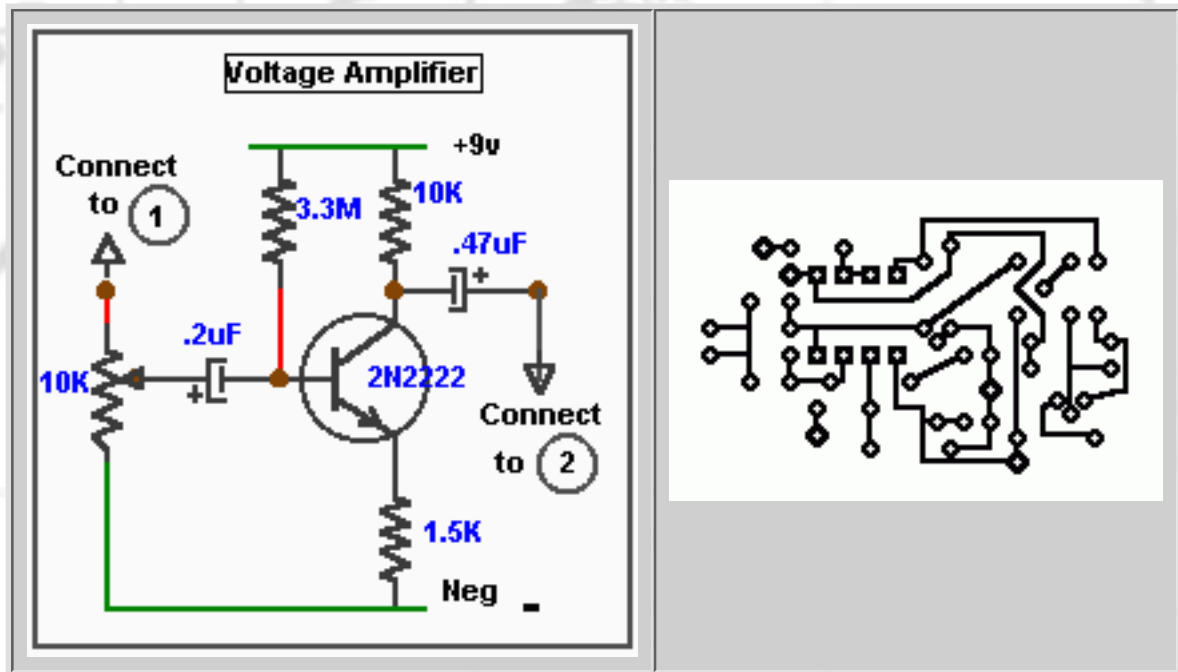 Voltage Amplifier
+9v
Connect
to 1
3.3M
10K
.47uF
+
.2uF
10K
+
2N2222
Connect
to 2
1.5K
Neg -